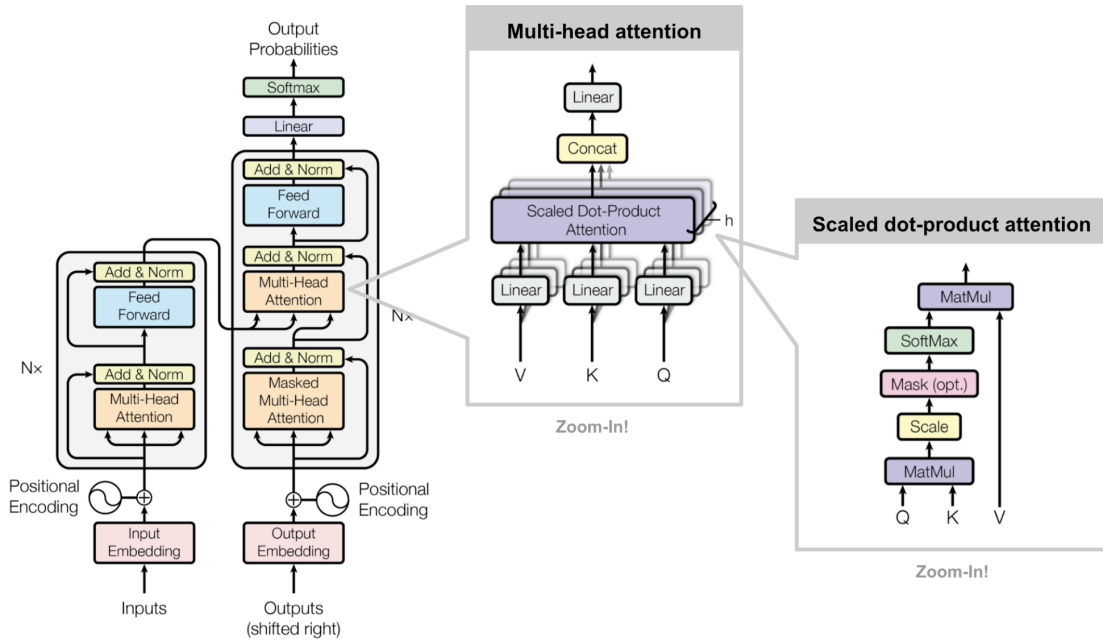 Output
Probabilities
Softmax
Linear
Add & Norm
Feed
Forward
Add & Norm
Multi-Head
Attention
Nx
Add & Norm
Masked
Multi-Head
Attention
Positional
Encoding
Output
Embedding
Outputs
(shifted right)
Add & Norm
Feed
Forward
Nx
Add & Norm
Multi-Head
Attention
Positional
Encoding
Input
Embedding
Inputs
Multi-head attention
Linear
Concat
Scaled Dot-Product
Attention
h
Linear
Linear
Linear
V
K
Q
Zoom-In!
Scaled dot-product attention
MatMul
SoftMax
Mask (opt.)
Scale
MatMul
Q
K
V
Zoom-In!